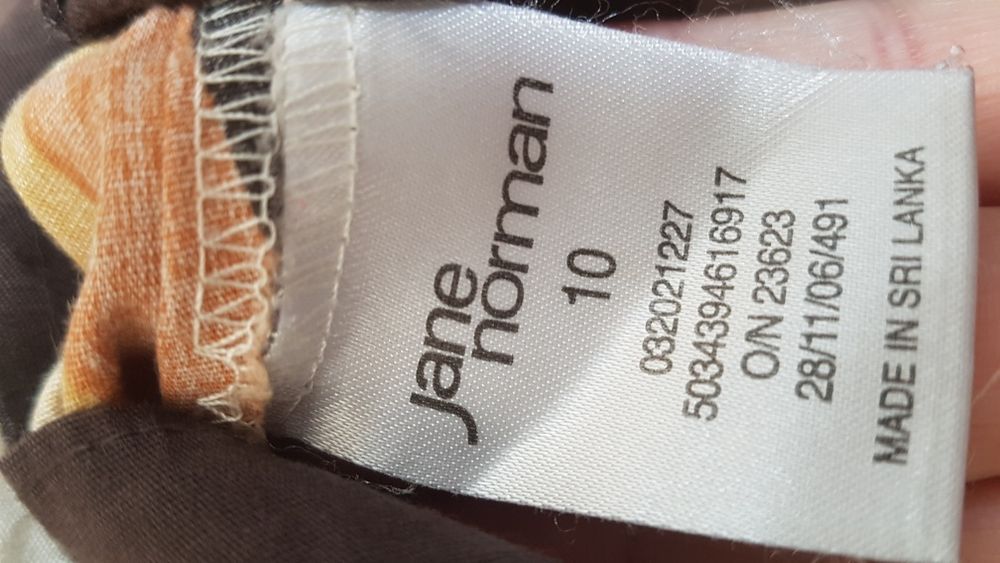 Jane
norman
10
032021227
5034394616917
O/N 23623
28/11/06/491
MADE IN SRI LANKA